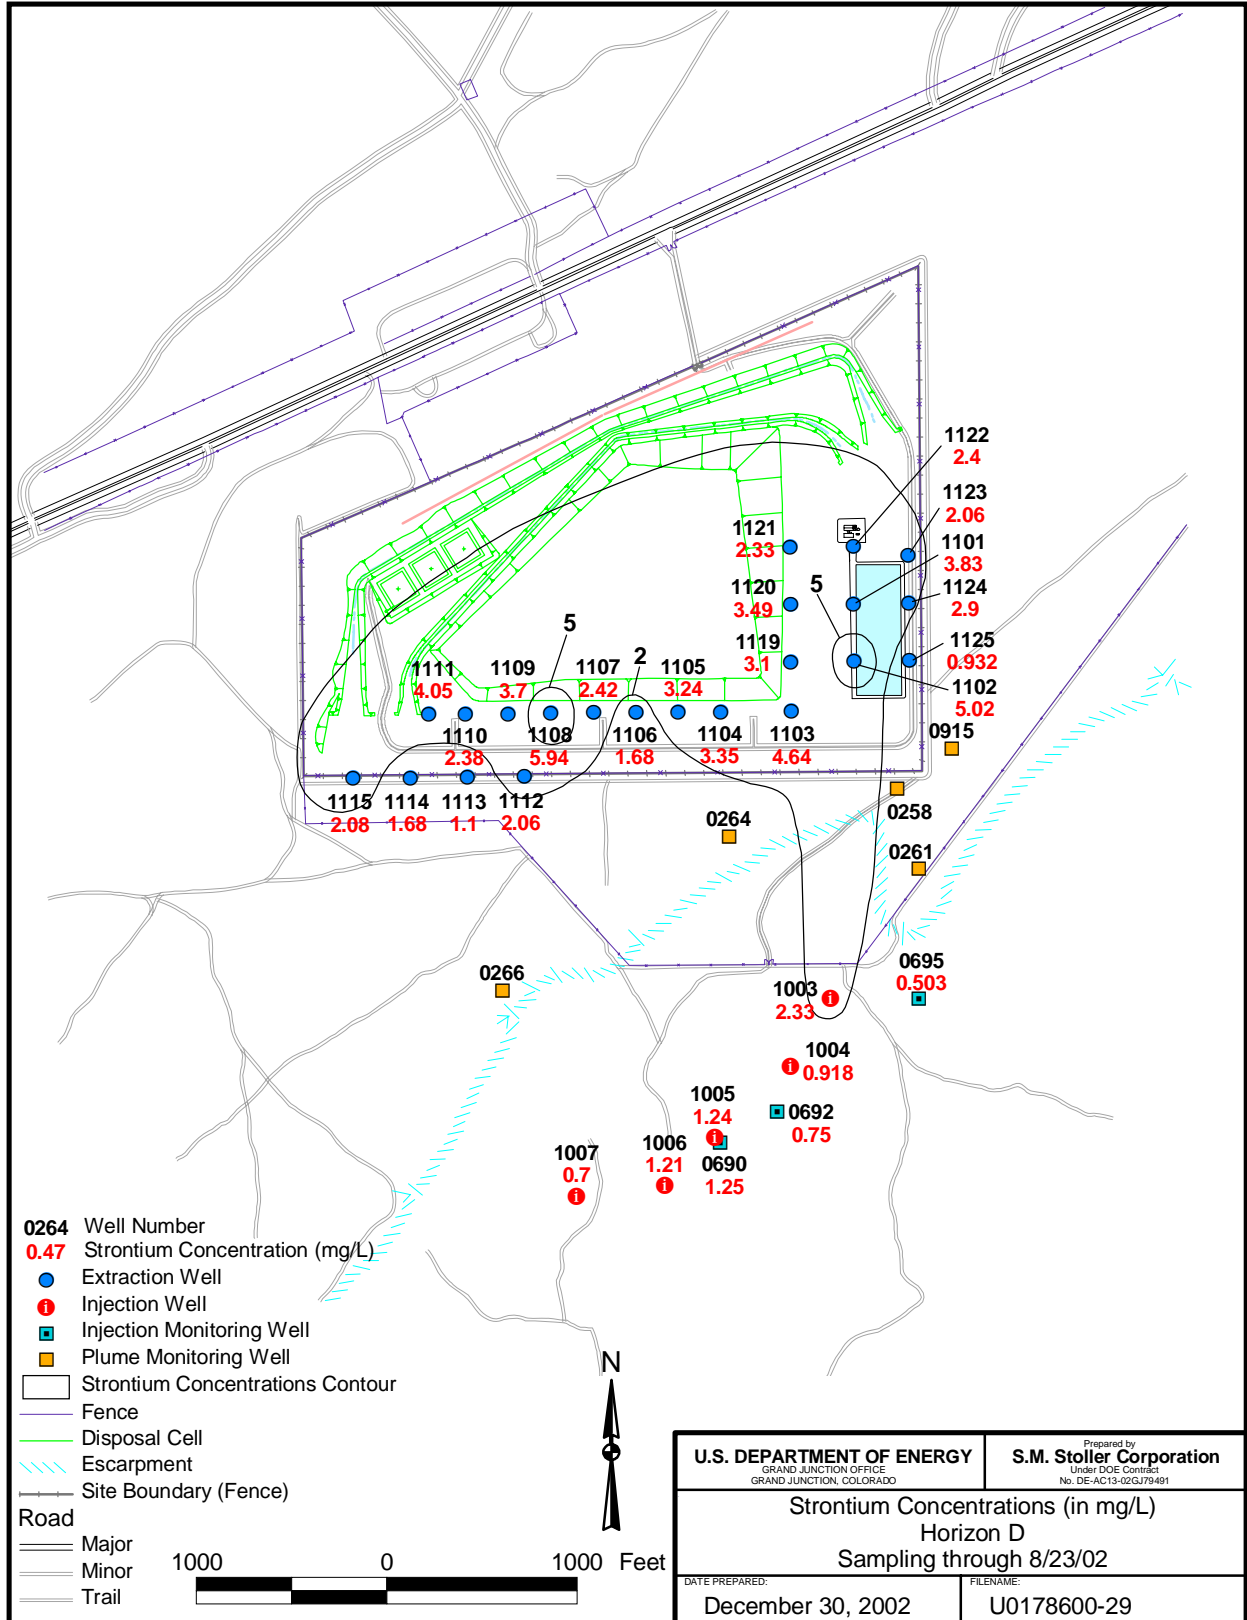 1122
2.4
1123
2.06
1121
2.33
1101
3.83
1120
3.49
5
1124
2.9
5
1119
3.1
1125
0.932
1111
4.05
1109
3.7
1107
2.42
2
1105
3.24
1102
5.02
1110
2.38
1108
5.94
1106
1.68
1104
3.35
1103
4.64
0915
1115
2.08
1114
1.68
1113
1.1
1112
2.06
0258
0264
0261
0266
0695
0.503
1003
2.33
1004
0.918
1005
1.24
0692
0.75
1007
0.7
1006
1.21
0690
1.25
0264 Well Number
0.47 Strontium Concentration (mg/L)
Extraction Well
i Injection Well
Injection Monitoring Well
Plume Monitoring Well
Strontium Concentrations Contour
Fence
Disposal Cell
Escarpment
Site Boundary (Fence)
Road
Major
Minor
Trail
1000 0 1000 Feet
N
U.S. DEPARTMENT OF ENERGY
GRAND JUNCTION OFFICE
GRAND JUNCTION, COLORADO
Prepared by
S.M. Stoller Corporation
Under DOE Contract
No. DE-AC13-02GJ79491
Strontium Concentrations (in mg/L)
Horizon D
Sampling through 8/23/02
DATE PREPARED:
December 30, 2002
FILENAME:
U0178600-29